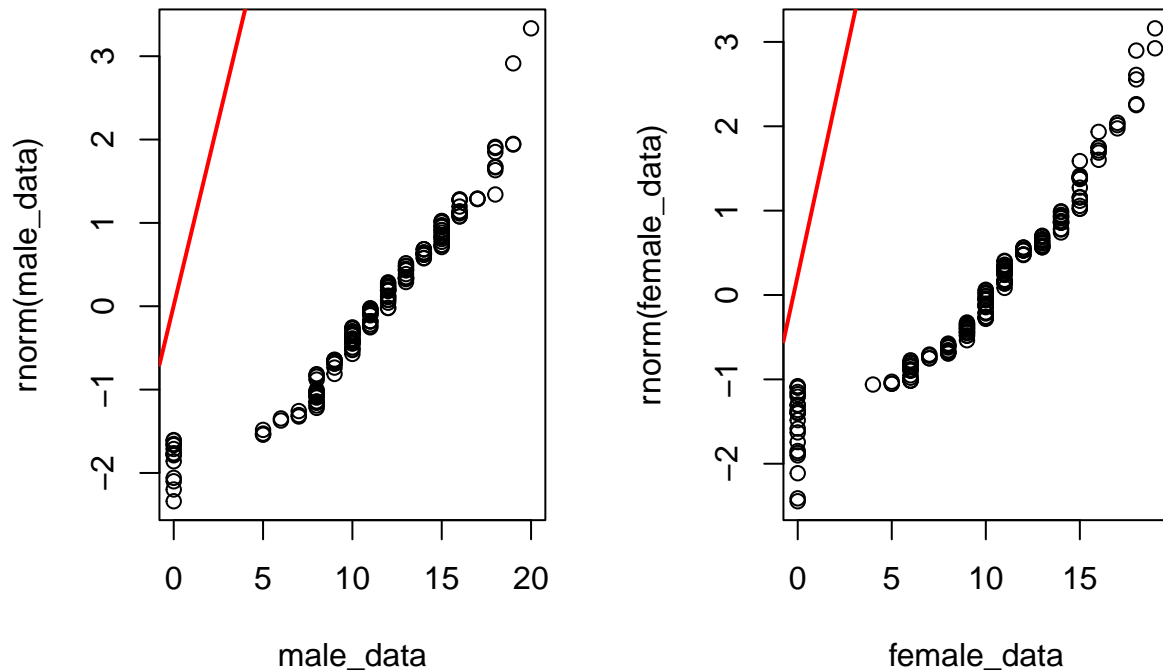 3
2
1
0
−1
−2
rnorm(male_data)
0 5 10 15 20
male_data
3
2
1
0
−1
−2
rnorm(female_data)
0 5 10 15
female_data